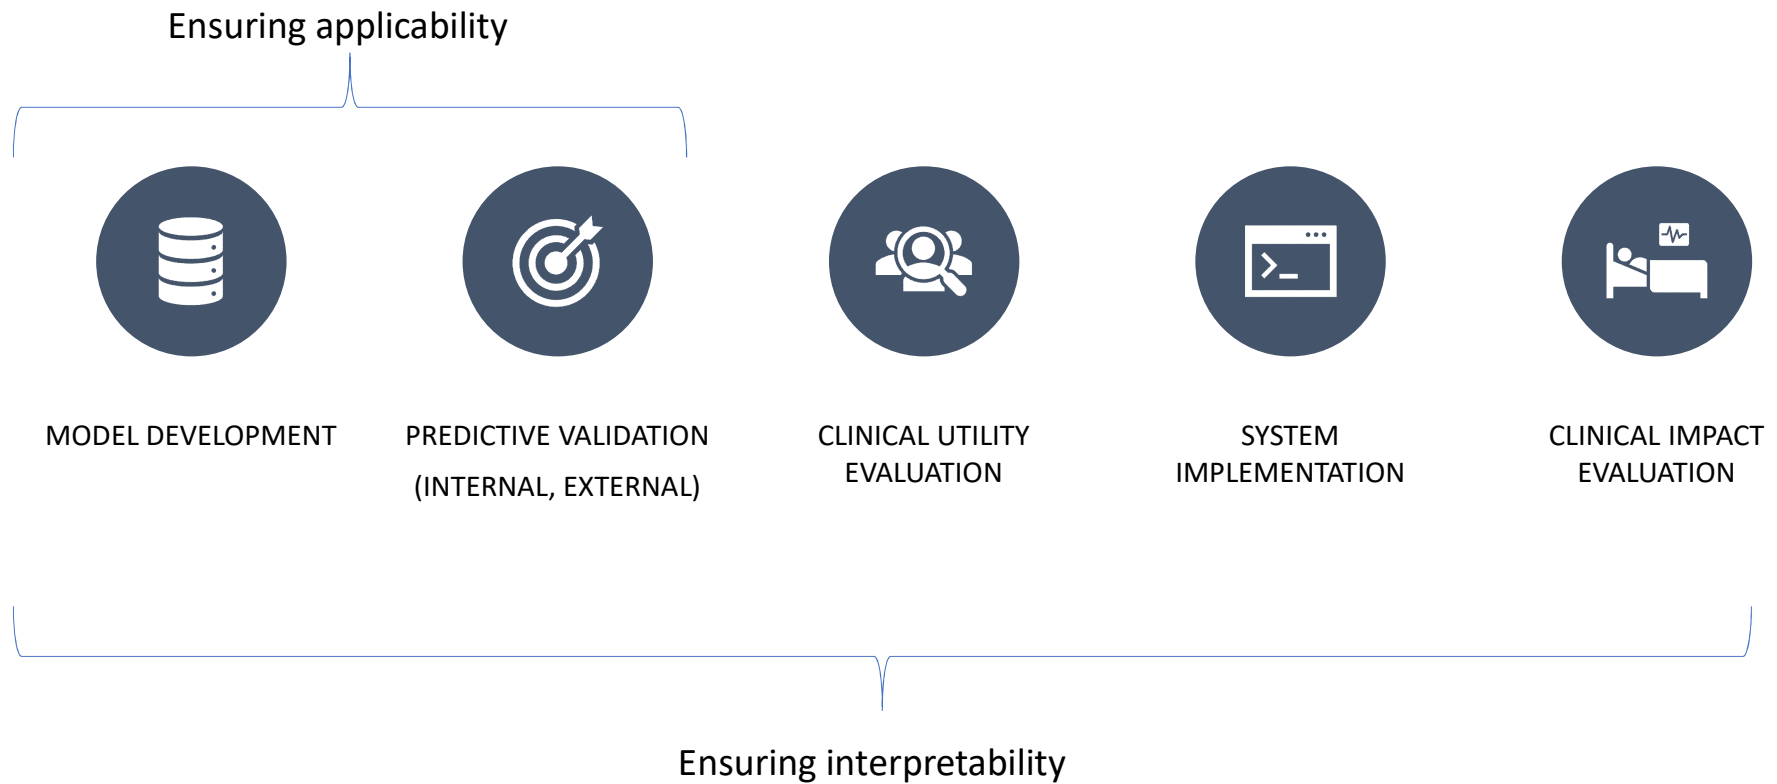 Ensuring applicability
MODEL DEVELOPMENT
PREDICTIVE VALIDATION
(INTERNAL, EXTERNAL)
CLINICAL UTILITY
EVALUATION
SYSTEM
IMPLEMENTATION
CLINICAL IMPACT
EVALUATION
Ensuring interpretability